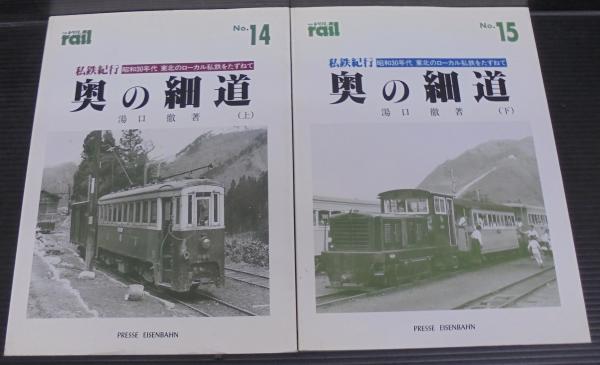 rail
No.14
私鉄紀行 昭和30年代 東北のローカル私鉄をたずねて
奥の細道
湯口 徹 著 (上)
PRESSE EISENBAHN
rail
No.15
私鉄紀行 昭和30年代 東北のローカル私鉄をたずねて
奥の細道
湯口 徹 著 (下)
PRESSE EISENBAHN